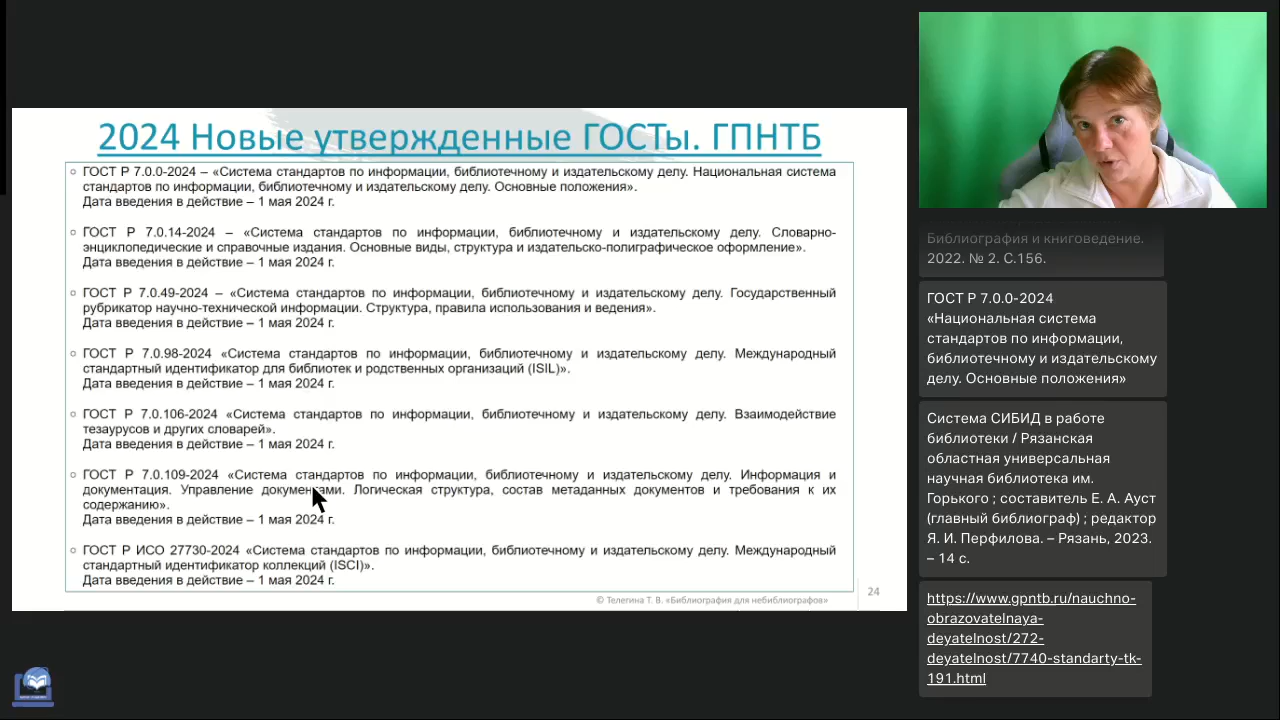 2024 Новые утвержденные ГОСТы. ГПНТБ
◦ ГОСТ Р 7.0.0-2024 – «Система стандартов по информации, библиотечному и издательскому делу. Национальная система
стандартов по информации, библиотечному и издательскому делу. Основные положения».
Дата введения в действие – 1 мая 2024 г.
◦ ГОСТ Р 7.0.14-2024 – «Система стандартов по информации, библиотечному и издательскому делу. Словарно-
энциклопедические и справочные издания. Основные виды, структура и издательско-полиграфическое оформление».
Дата введения в действие – 1 мая 2024 г.
◦ ГОСТ Р 7.0.49-2024 – «Система стандартов по информации, библиотечному и издательскому делу. Государственный
рубрикатор научно-технической информации. Структура, правила использования и ведения».
Дата введения в действие – 1 мая 2024 г.
◦ ГОСТ Р 7.0.98-2024 «Система стандартов по информации, библиотечному и издательскому делу. Международный
стандартный идентификатор для библиотек и родственных организаций (ISIL)».
Дата введения в действие – 1 мая 2024 г.
◦ ГОСТ Р 7.0.106-2024 «Система стандартов по информации, библиотечному и издательскому делу. Взаимодействие
тезаурусов и других словарей».
Дата введения в действие – 1 мая 2024 г.
◦ ГОСТ Р 7.0.109-2024 «Система стандартов по информации, библиотечному и издательскому делу. Информация и
документация. Управление документами. Логическая структура, состав метаданных документов и требования к их
содержанию».
Дата введения в действие – 1 мая 2024 г.
◦ ГОСТ Р ИСО 27730-2024 «Система стандартов по информации, библиотечному и издательскому делу. Международный
стандартный идентификатор коллекций (ISCI)».
Дата введения в действие – 1 мая 2024 г.
© Телегина Т. В. «Библиография для небиблиографов»
24
Библиография и книговедение.
2022. № 2. С.156.
ГОСТ Р 7.0.0-2024
«Национальная система
стандартов по информации,
библиотечному и издательскому
делу. Основные положения»
Система СИБИД в работе
библиотеки / Рязанская
областная универсальная
научная библиотека им.
Горького ; составитель Е. А. Ауст
(главный библиограф) ; редактор
Я. И. Перфилова. – Рязань, 2023.
– 14 с.
https://www.gpntb.ru/nauchno-
obrazovatelnaya-
deyatelnost/272-
deyatelnost/7740-standarty-tk-
191.html